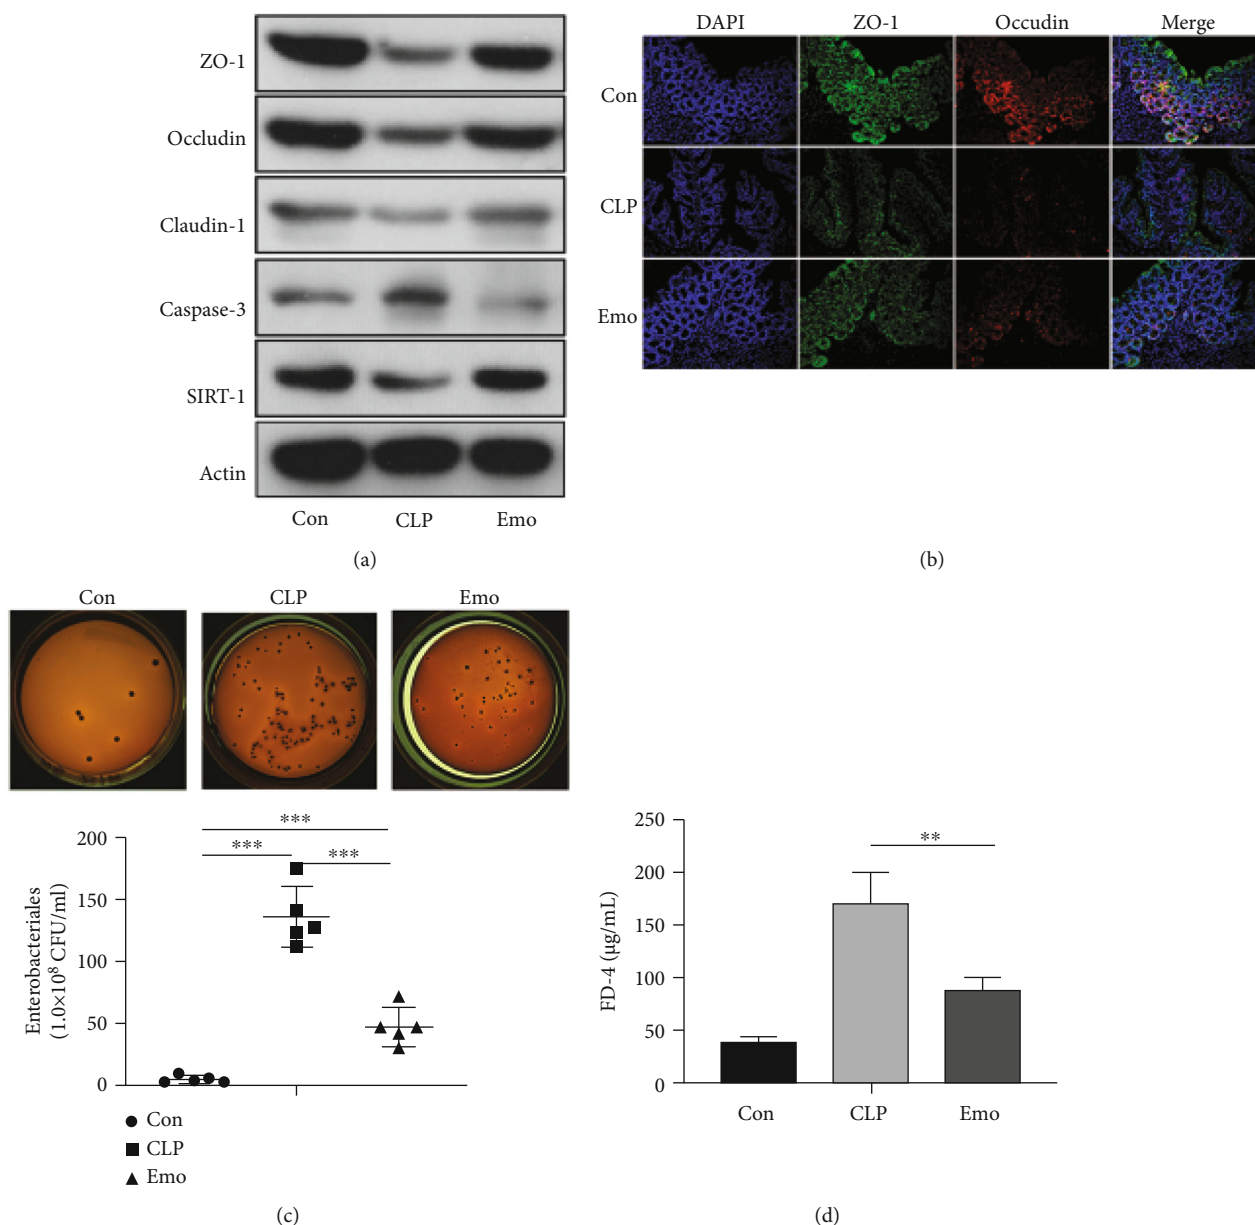 ZO-1
Occludin
Claudin-1
Caspase-3
SIRT-1
Actin
Con CLP Emo
(a)
DAPI ZO-1 Occudin Merge
Con
CLP
Emo
(b)
Con CLP Emo
***
*** ***
200
150
100
50
0
Enterobacteriales
(1.0×10⁸ CFU/ml)
Con
CLP
Emo
(c)
**
250
200
150
100
50
0
FD-4 (µg/mL)
Con CLP Emo
(d)